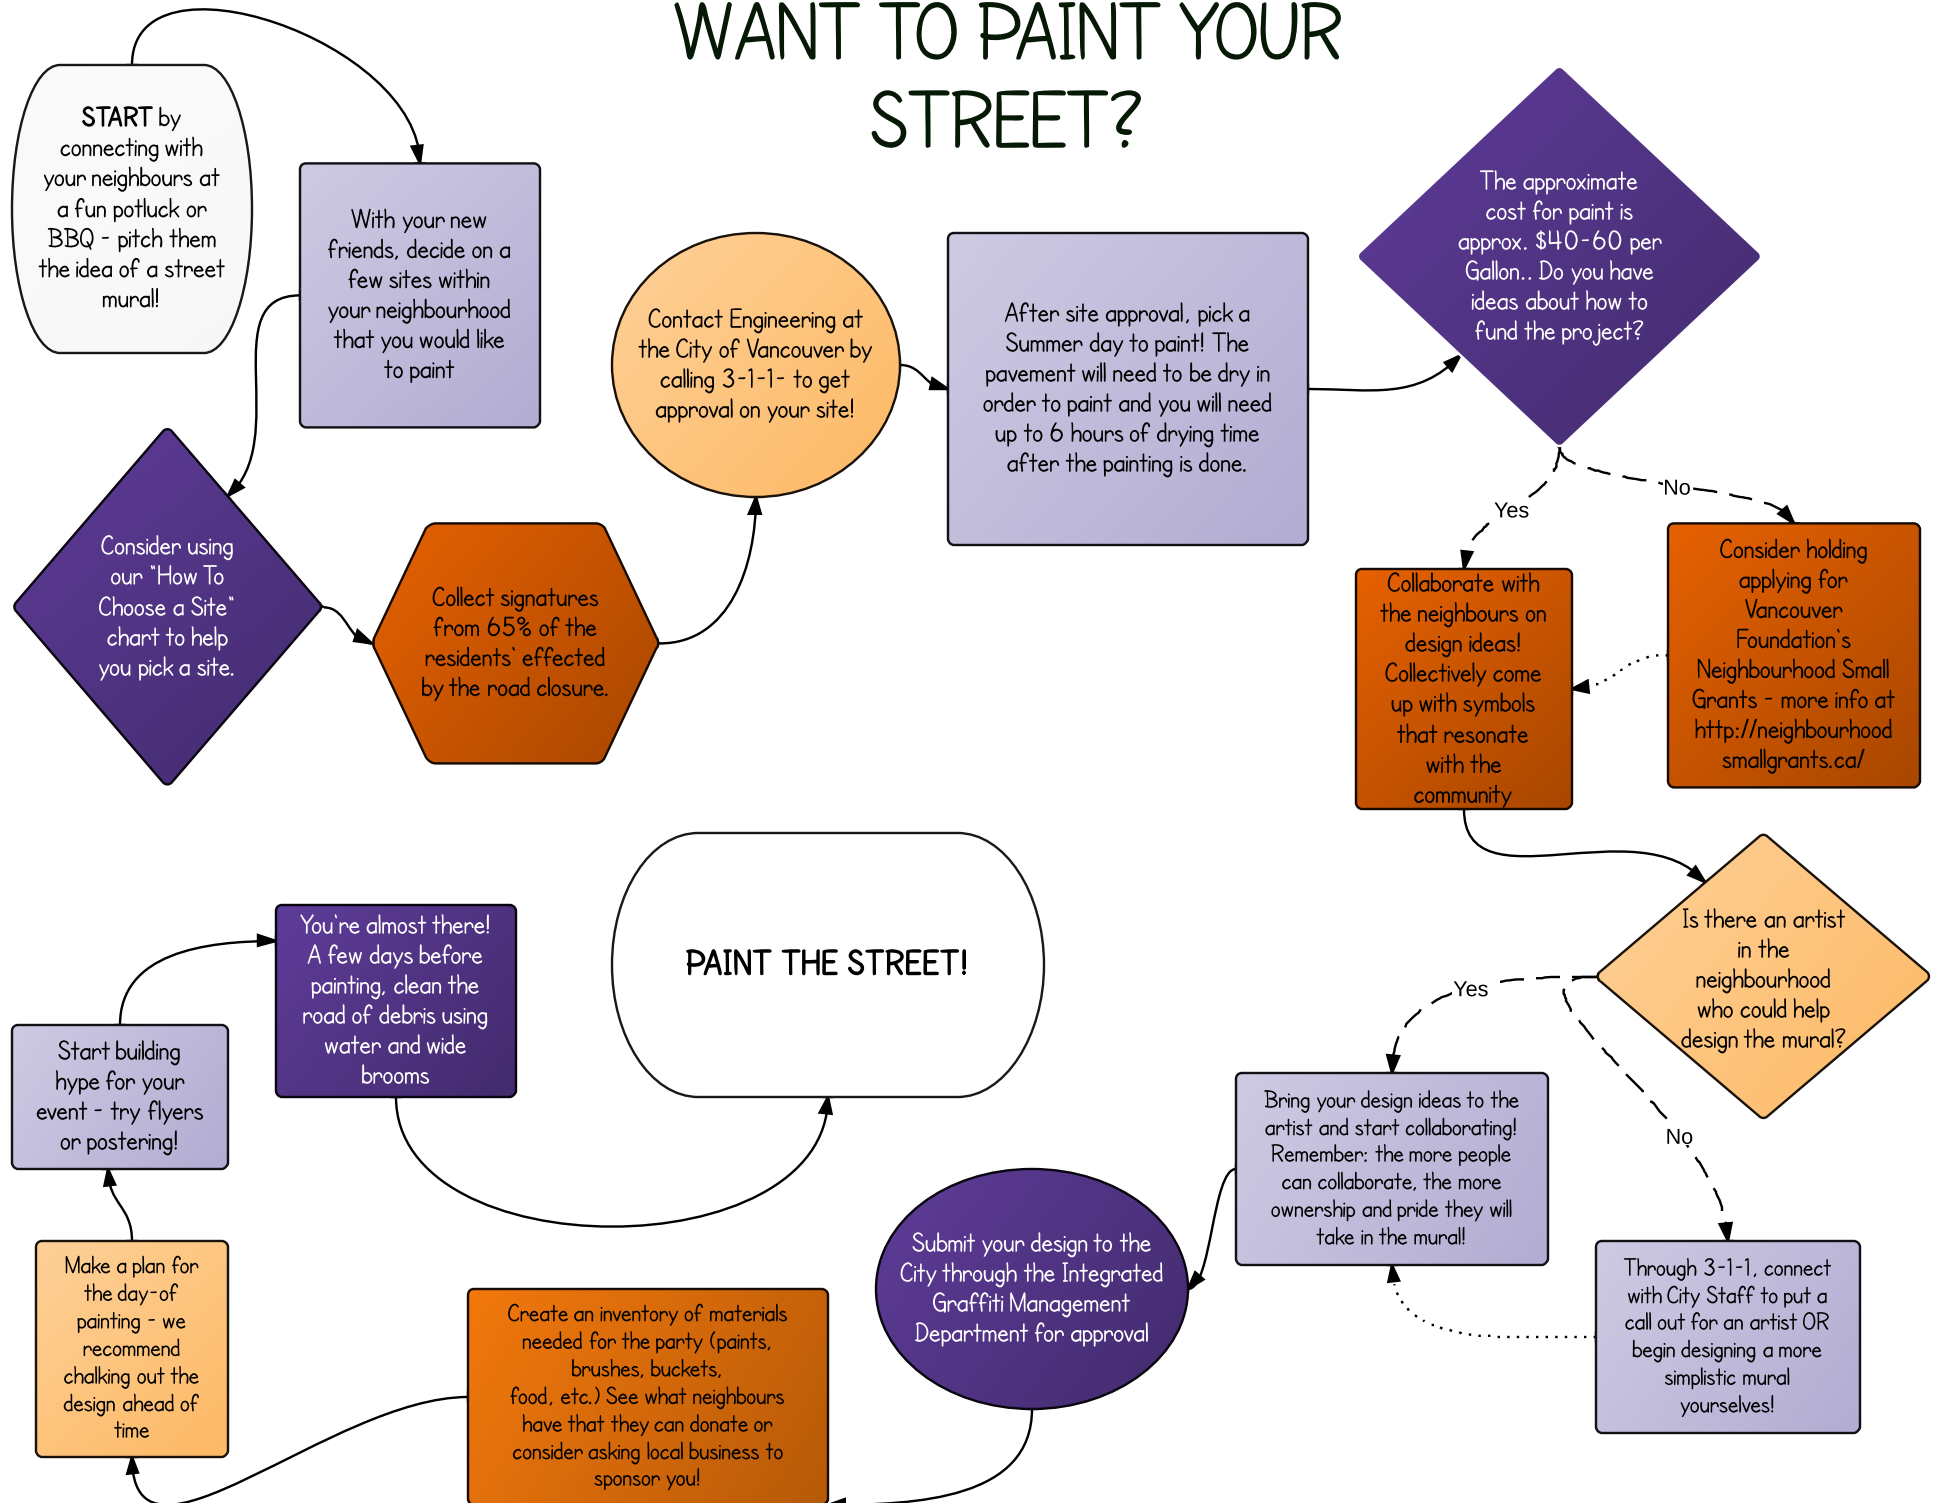 WANT TO PAINT YOUR
STREET?
START by
connecting with
your neighbours at
a fun potluck or
BBQ - pitch them
the idea of a street
mural!
With your new
friends, decide on a
few sites within
your neighbourhood
that you would like
to paint
Consider using
our "How To
Choose a Site"
chart to help
you pick a site.
Collect signatures
from 65% of the
residents' effected
by the road closure.
Contact Engineering at
the City of Vancouver by
calling 3-1-1- to get
approval on your site!
After site approval, pick a
Summer day to paint! The
pavement will need to be dry in
order to paint and you will need
up to 6 hours of drying time
after the painting is done.
The approximate
cost for paint is
approx. $40-60 per
Gallon.. Do you have
ideas about how to
fund the project?
Yes
No
Collaborate with
the neighbours on
design ideas!
Collectively come
up with symbols
that resonate
with the
community
Consider holding
applying for
Vancouver
Foundation's
Neighbourhood Small
Grants - more info at
http://neighbourhood
smallgrants.ca/
Is there an artist
in the
neighbourhood
who could help
design the mural?
Yes
No
Bring your design ideas to the
artist and start collaborating!
Remember: the more people
can collaborate, the more
ownership and pride they will
take in the mural!
Through 3-1-1, connect
with City Staff to put a
call out for an artist OR
begin designing a more
simplistic mural
yourselves!
Submit your design to the
City through the Integrated
Graffiti Management
Department for approval
Create an inventory of materials
needed for the party (paints,
brushes, buckets,
food, etc.) See what neighbours
have that they can donate or
consider asking local business to
sponsor you!
Make a plan for
the day-of
painting - we
recommend
chalking out the
design ahead of
time
Start building
hype for your
event - try flyers
or postering!
You're almost there!
A few days before
painting, clean the
road of debris using
water and wide
brooms
PAINT THE STREET!